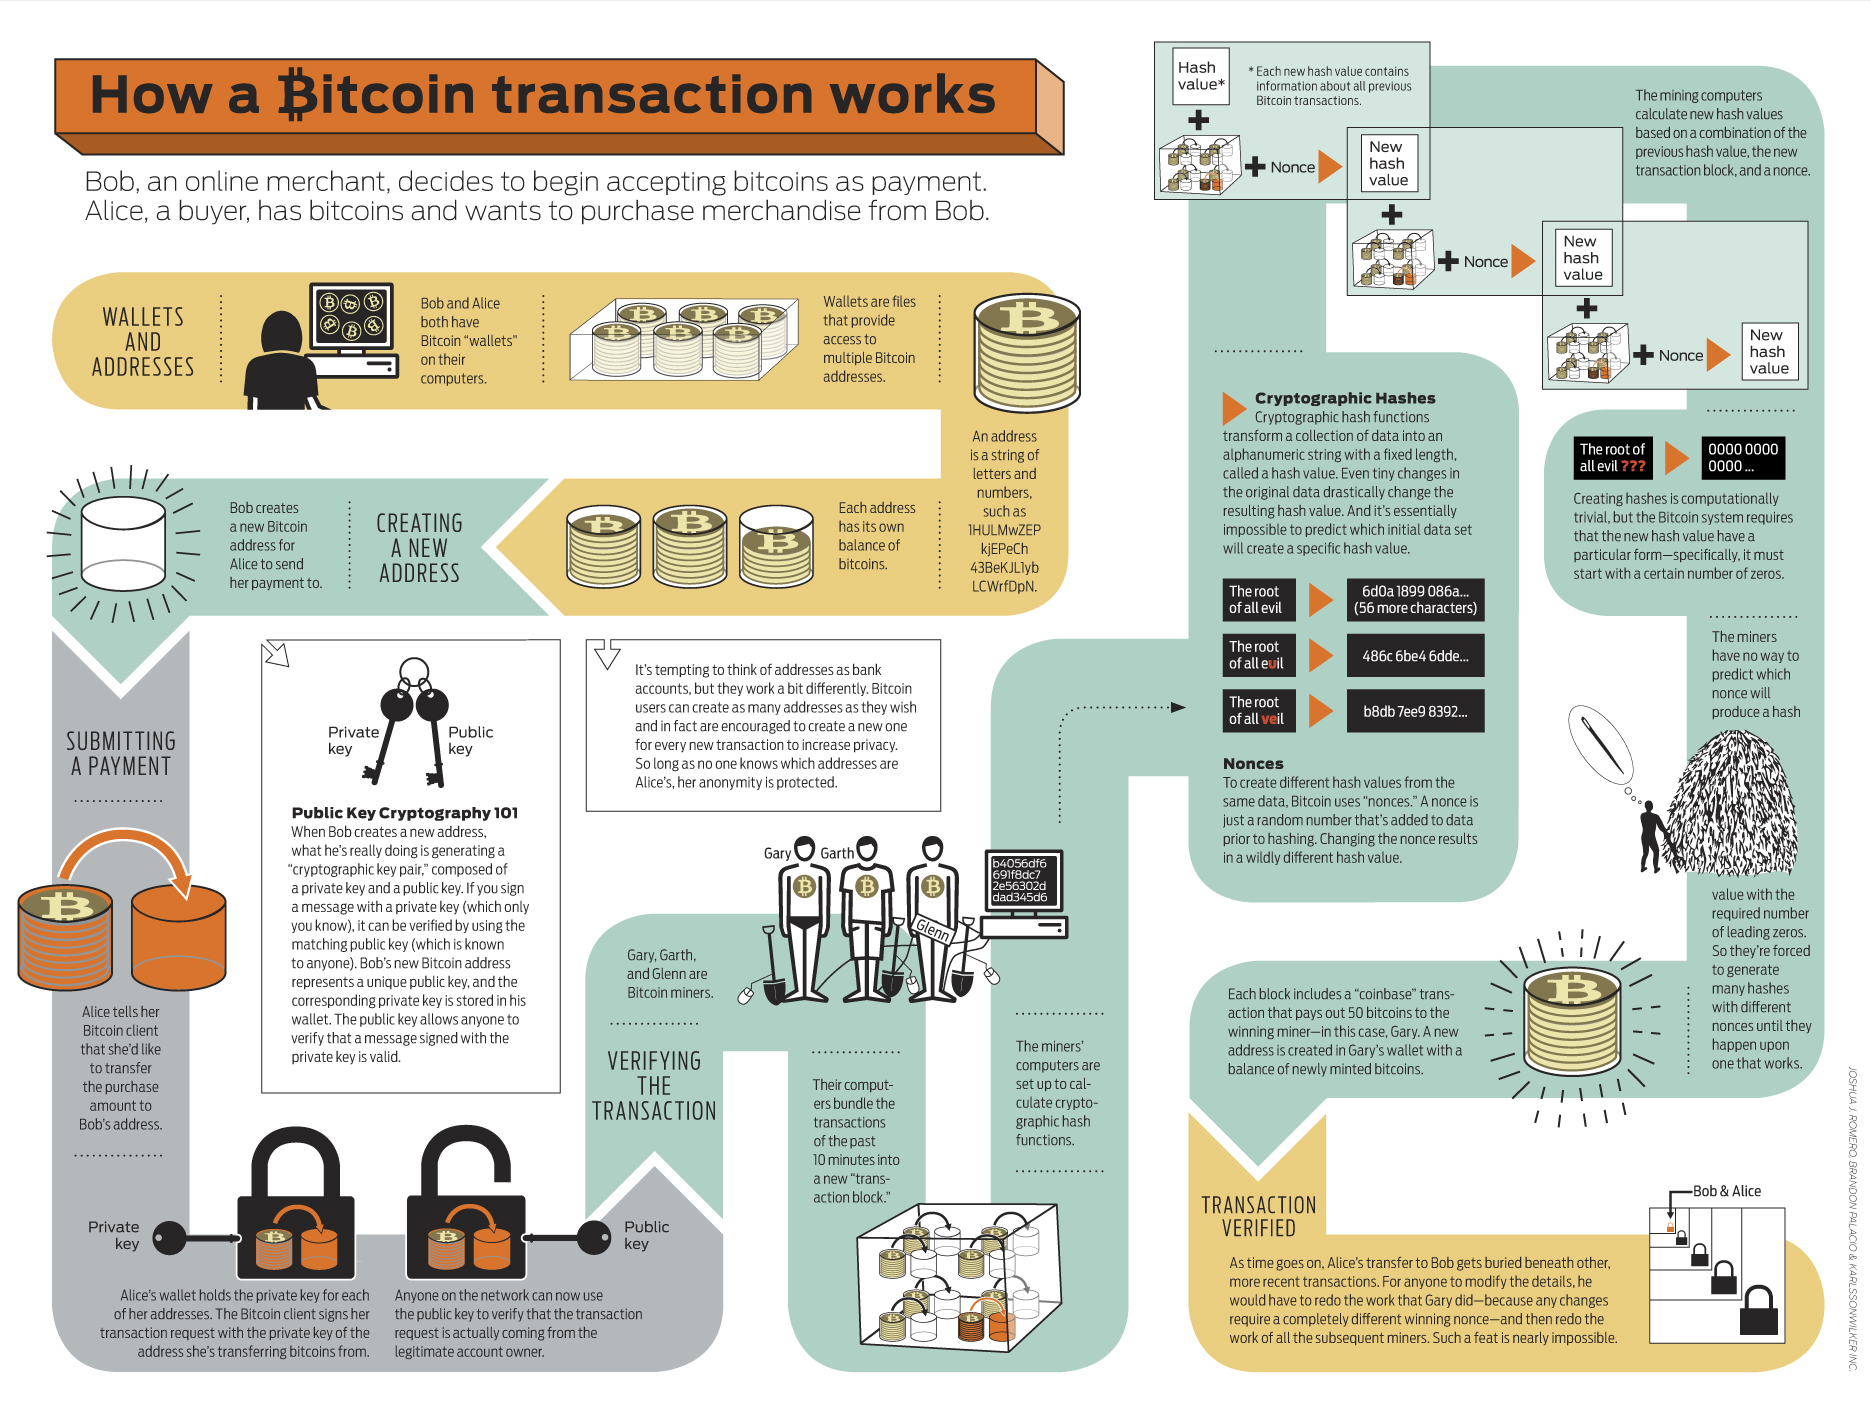 How a Bitcoin transaction works
Bob, an online merchant, decides to begin accepting bitcoins as payment.
Alice, a buyer, has bitcoins and wants to purchase merchandise from Bob.
WALLETS
AND
ADDRESSES
Bob and Alice
both have
Bitcoin “wallets”
on their
computers.
Wallets are files
that provide
access to
multiple Bitcoin
addresses.
An address
is a string of
letters and
numbers,
such as
1HULMwZEP
kjEPeCh
43BeKJL1yb
LCWrfDpN.
Each address
has its own
balance of
bitcoins.
CREATING
A NEW
ADDRESS
Bob creates
a new Bitcoin
address for
Alice to send
her payment to.
SUBMITTING
A PAYMENT
Alice tells her
Bitcoin client
that she’d like
to transfer
the purchase
amount to
Bob’s address.
Private
key
Public
key
Public Key Cryptography 101
When Bob creates a new address,
what he’s really doing is generating a
“cryptographic key pair,” composed of
a private key and a public key. If you sign
a message with a private key (which only
you know), it can be verified by using the
matching public key (which is known
to anyone). Bob’s new Bitcoin address
represents a unique public key, and the
corresponding private key is stored in his
wallet. The public key allows anyone to
verify that a message signed with the
private key is valid.
It’s tempting to think of addresses as bank
accounts, but they work a bit differently. Bitcoin
users can create as many addresses as they wish
and in fact are encouraged to create a new one
for every new transaction to increase privacy.
So long as no one knows which addresses are
Alice’s, her anonymity is protected.
Private
key
Alice’s wallet holds the private key for each
of her addresses. The Bitcoin client signs her
transaction request with the private key of the
address she’s transferring bitcoins from.
Public
key
Anyone on the network can now use
the public key to verify that the transaction
request is actually coming from the
legitimate account owner.
VERIFYING
THE
TRANSACTION
Gary, Garth,
and Glenn are
Bitcoin miners.
Gary
Garth
Glenn
b4056df6
691f8dc7
2e56302d
dad345d6
Their comput-
ers bundle the
transactions
of the past
10 minutes into
a new “trans-
action block.”
The miners’
computers are
set up to cal-
culate crypto-
graphic hash
functions.
Cryptographic Hashes
Cryptographic hash functions
transform a collection of data into an
alphanumeric string with a fixed length,
called a hash value. Even tiny changes in
the original data drastically change the
resulting hash value. And it’s essentially
impossible to predict which initial data set
will create a specific hash value.
The root
of all evil
6d0a 1899 086a...
(56 more characters)
The root
of all euil
486c 6be4 6dde...
The root
of all veil
b8db 7ee9 8392...
Nonces
To create different hash values from the
same data, Bitcoin uses “nonces.” A nonce is
just a random number that’s added to data
prior to hashing. Changing the nonce results
in a wildly different hash value.
Hash
value*
* Each new hash value contains
information about all previous
Bitcoin transactions.
+
+ Nonce
New
hash
value
+
+ Nonce
New
hash
value
+
+ Nonce
New
hash
value
The mining computers
calculate new hash values
based on a combination of the
previous hash value, the new
transaction block, and a nonce.
The root of
all evil ???
0000 0000
0000 ...
Creating hashes is computationally
trivial, but the Bitcoin system requires
that the new hash value have a
particular form—specifically, it must
start with a certain number of zeros.
The miners
have no way to
predict which
nonce will
produce a hash
value with the
required number
of leading zeros.
So they’re forced
to generate
many hashes
with different
nonces until they
happen upon
one that works.
Each block includes a “coinbase” trans-
action that pays out 50 bitcoins to the
winning miner—in this case, Gary. A new
address is created in Gary’s wallet with a
balance of newly minted bitcoins.
TRANSACTION
VERIFIED
As time goes on, Alice’s transfer to Bob gets buried beneath other,
more recent transactions. For anyone to modify the details, he
would have to redo the work that Gary did—because any changes
require a completely different winning nonce—and then redo the
work of all the subsequent miners. Such a feat is nearly impossible.
Bob & Alice
JOSHUA J. ROMERO, BRANDON PALACIO & KARLSSONWILKER INC.